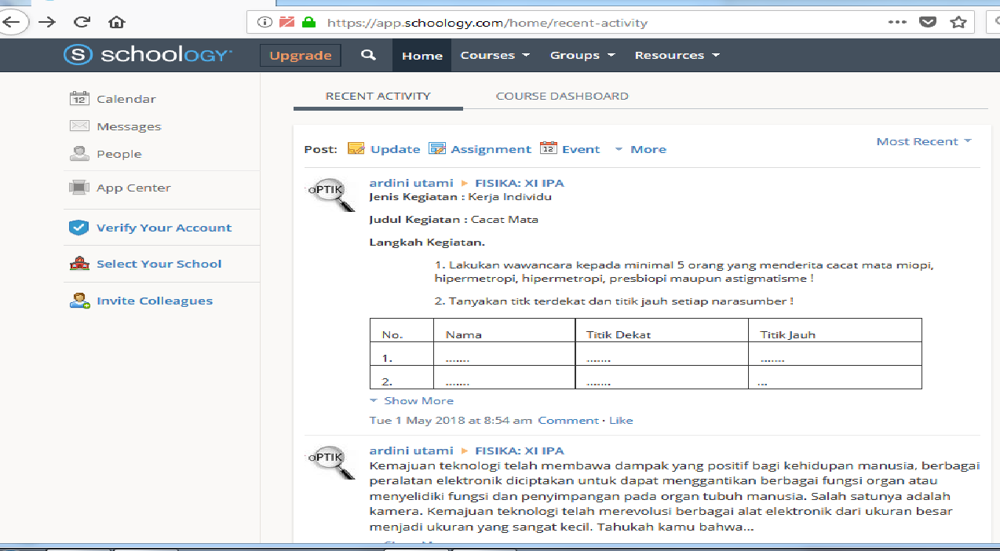 https://app.schoology.com/home/recent-activity
S schoology Upgrade Home Courses Groups Resources
12 Calendar
Messages
People
App Center
Verify Your Account
Select Your School
Invite Colleagues
RECENT ACTIVITY COURSE DASHBOARD
Post: Update Assignment 12 Event More
Most Recent
oPTIK
ardini utami ▸ FISIKA: XI IPA
Jenis Kegiatan : Kerja Individu
Judul Kegiatan : Cacat Mata
Langkah Kegiatan.
1. Lakukan wawancara kepada minimal 5 orang yang menderita cacat mata miopi,
hipermetropi, hipermetropi, presbiopi maupun astigmatisme !
2. Tanyakan titk terdekat dan titik jauh setiap narasumber !
No. Nama Titik Dekat Titik Jauh
1. ....... ....... .......
2. ....... ....... ...
Show More
Tue 1 May 2018 at 8:54 am Comment · Like
oPTIK
ardini utami ▸ FISIKA: XI IPA
Kemajuan teknologi telah membawa dampak yang positif bagi kehidupan manusia, berbagai
peralatan elektronik diciptakan untuk dapat menggantikan berbagai fungsi organ atau
menyelidiki fungsi dan penyimpangan pada organ tubuh manusia. Salah satunya adalah
kamera. Kemajuan teknologi telah merevolusi berbagai alat elektronik dari ukuran besar
menjadi ukuran yang sangat kecil. Tahukah kamu bahwa...